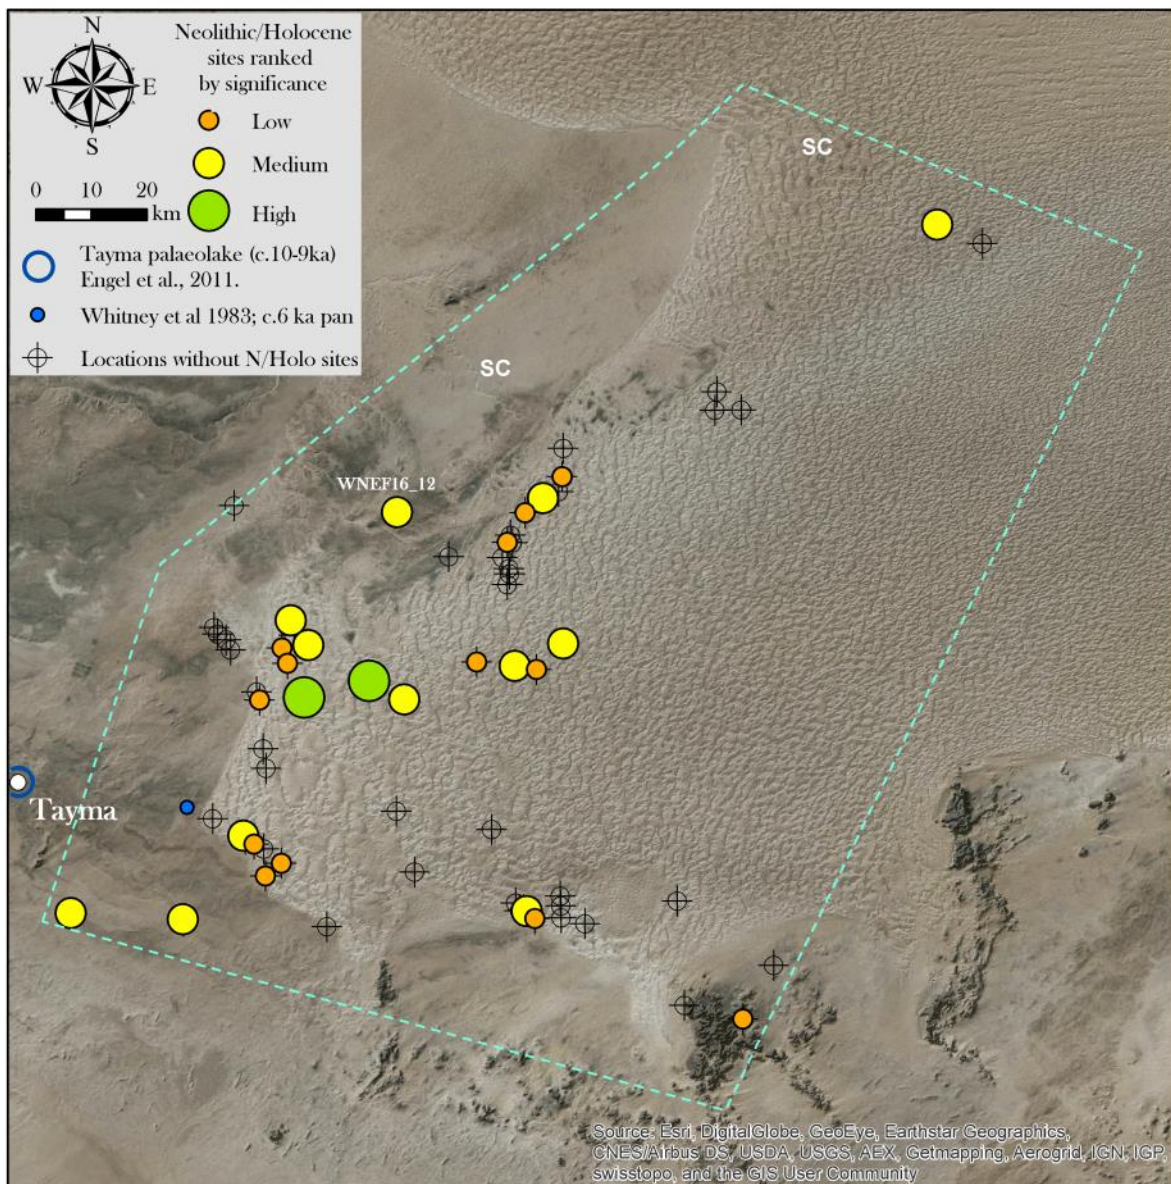 N
W
E
S
Neolithic/Holocene
sites ranked
by significance
Low
Medium
High
0 10 20
km
Tayma palaeolake (c.10-9ka)
Engel et al., 2011.
Whitney et al 1983; c.6 ka pan
Locations without N/Holo sites
SC
SC
WNEF16_12
Tayma
Source: Esri, DigitalGlobe, GeoEye, Earthstar Geographics,
CNES/Airbus DS, USDA, USGS, AEX, Getmapping, Aerogrid, IGN, IGP,
swisstopo, and the GIS User Community